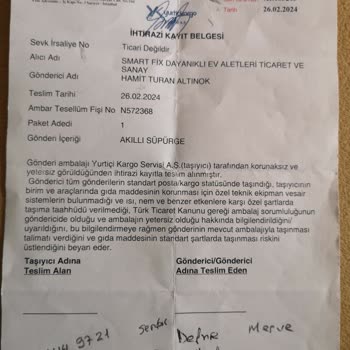 Tarih 26.02.2024
İHTİRAZİ KAYIT BELGESİ
Sevk İrsaliye No Ticari Değildir
Alıcı Adı SMART FİX DAYANIKLI EV ALETLERİ TİCARET VE
SANAY
Gönderici Adı HAMİT TURAN ALTINOK
Teslim Tarihi 26.02.2024
Ambar Tesellüm Fişi No N572368
Paket Adedi 1
Gönderi İçeriği AKILLI SÜPÜRGE
Gönderi ambalajı Yurtiçi Kargo Servisi A.Ş.(taşıyıcı) tarafından korunaksız ve
yetersiz görüldüğünden ihtirazi kayıtla teslim alınmıştır.
Gönderici tüm gönderilerin standart posta/kargo statüsünde taşındığı, taşıyıcının
birim ve araçlarında gıda maddesinin korunması için özel teknik ekipman vesair
sistemlerin bulunmadığı ve ısı, nem ve benzer etkenlere karşı özel şartlarda
taşıma taahhüdü verilmediği, Türk Ticaret Kanunu gereği ambalaj sorumluluğunun
göndericide olduğu ve ambalajın yetersiz olduğu hakkında bilgilendirildiğini/
uyarıldığını, bu bilgilendirmeye rağmen gönderinin mevcut ambalajıyla taşınması
talimatı verdiğini ve gıda maddesinin standart şartlarda taşınması riskini
üstlendiğini beyan eder.
Taşıyıcı Adına Gönderici/Gönderici
Teslim Alan Adına Teslim Eden
9721 Defne Merve